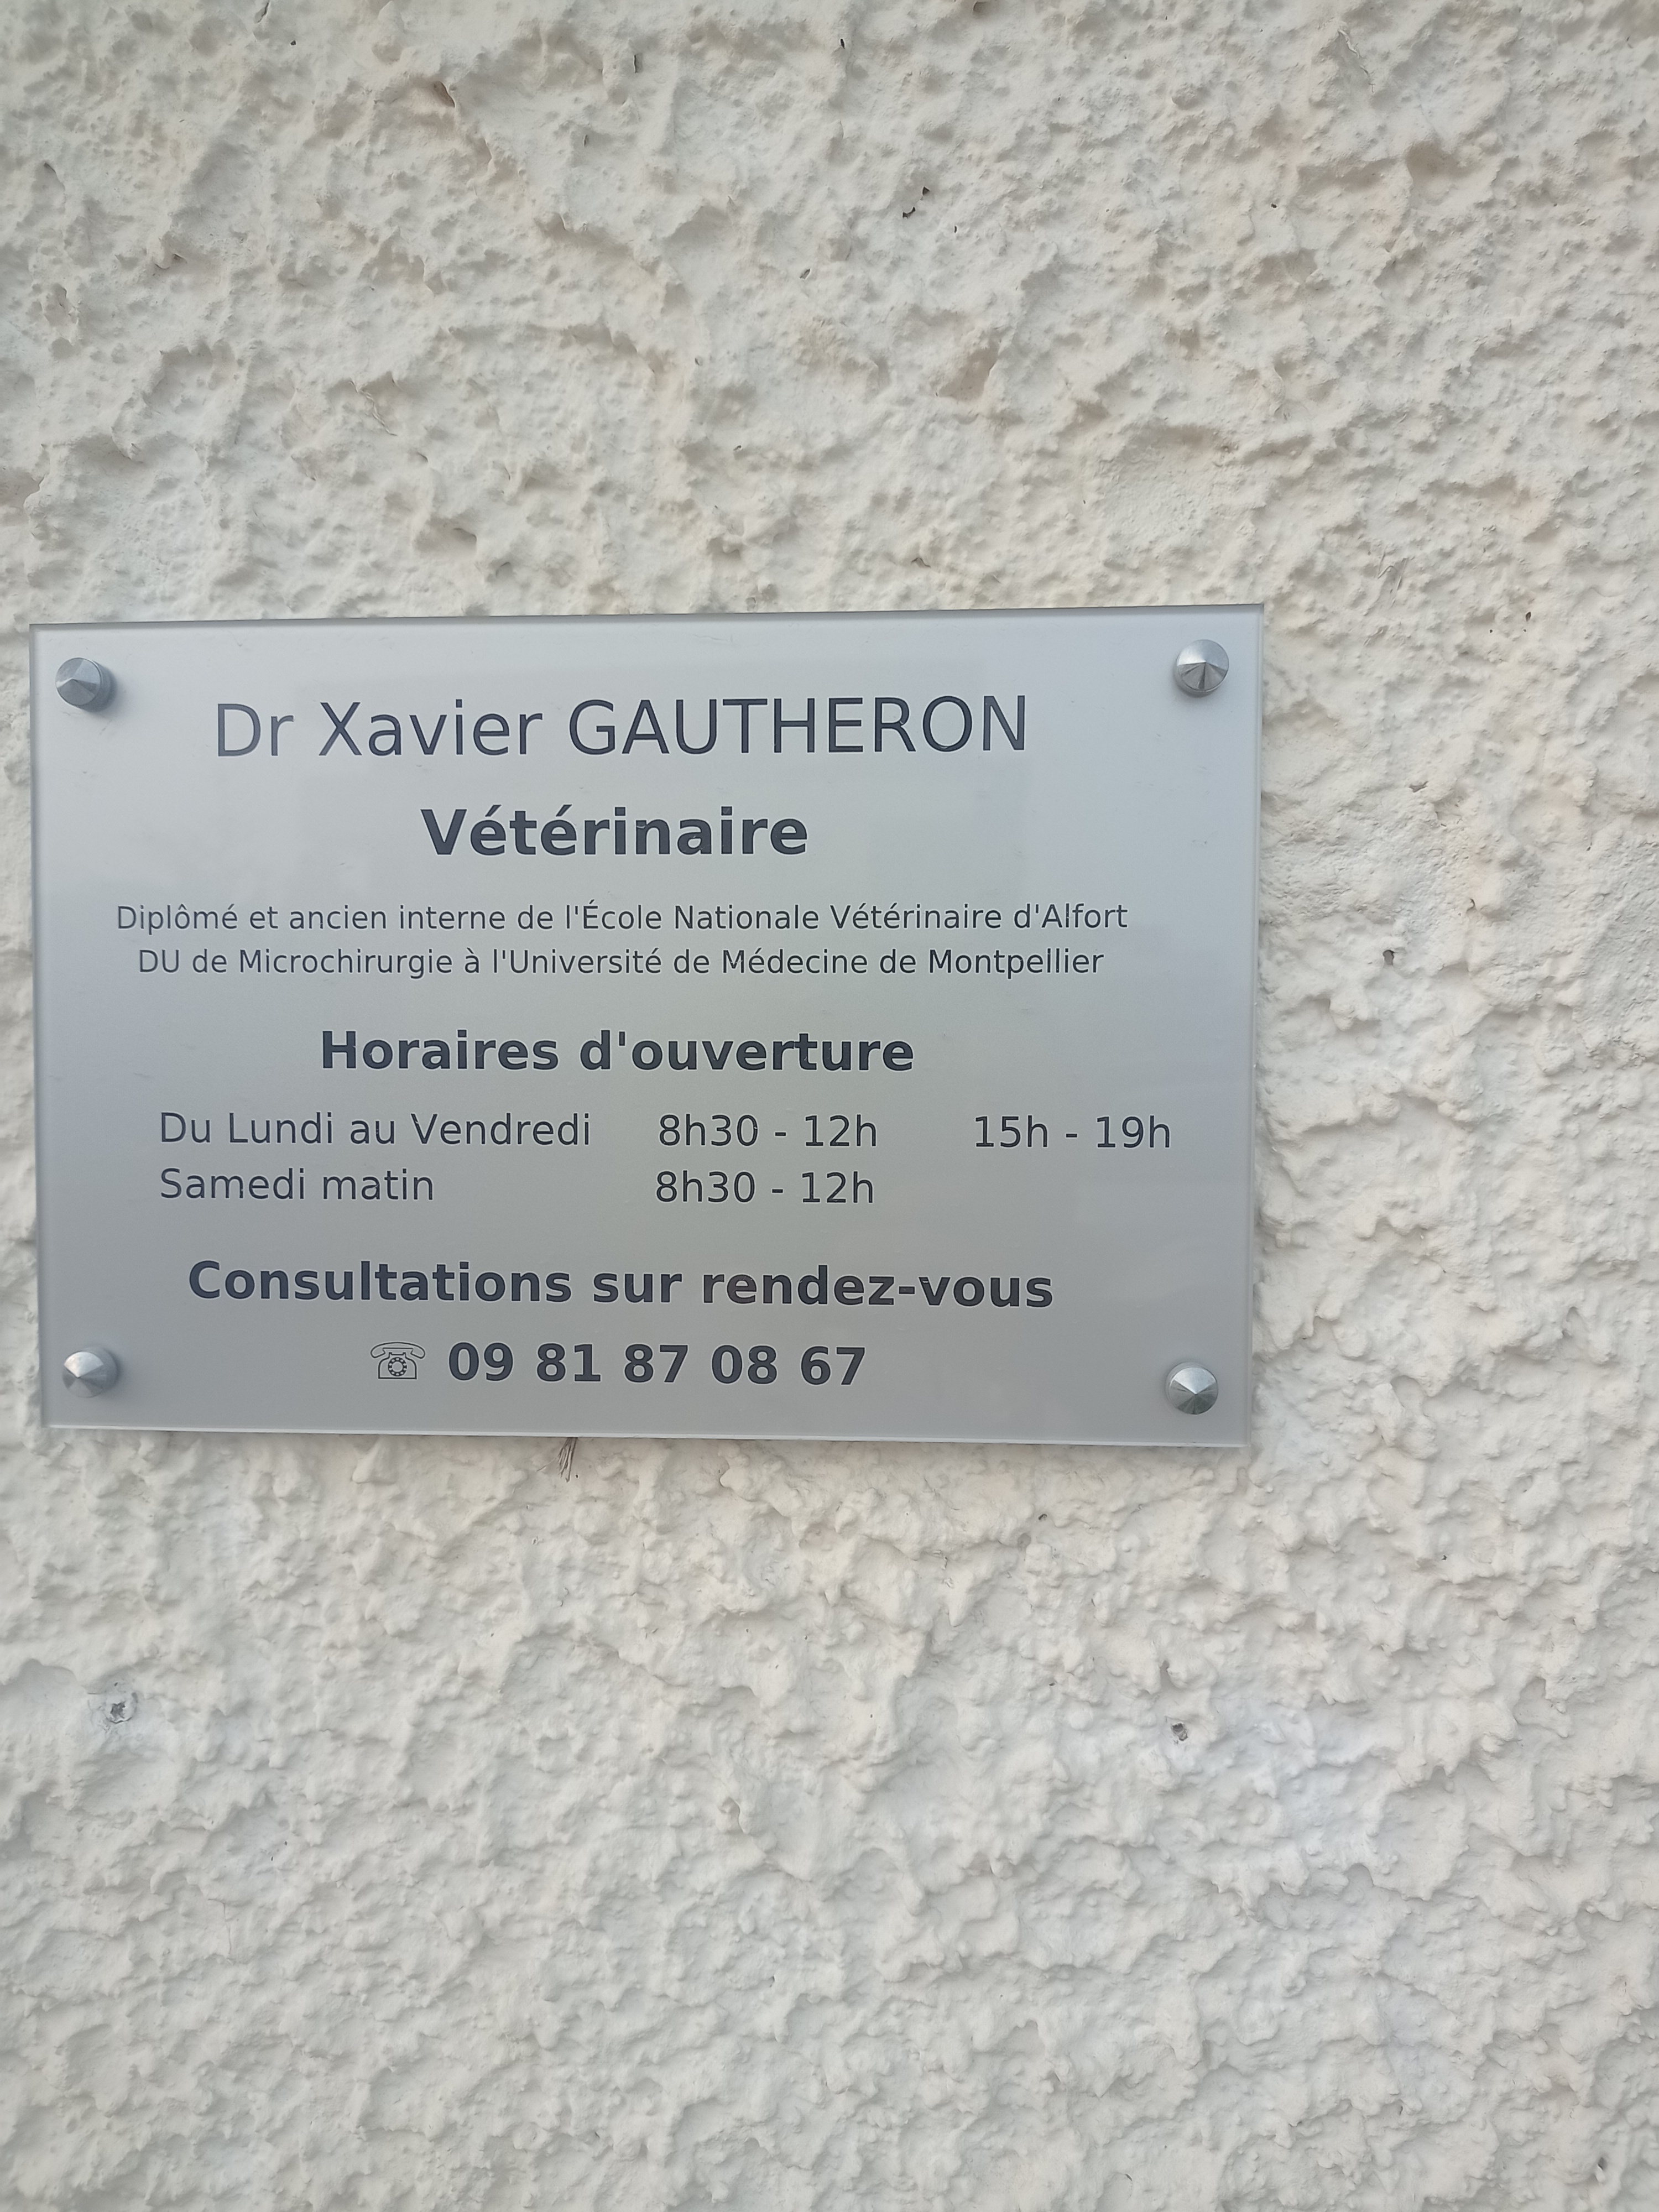 Dr Xavier GAUTHERON
Vétérinaire
Diplômé et ancien interne de l'École Nationale Vétérinaire d'Alfort
DU de Microchirurgie à l'Université de Médecine de Montpellier
Horaires d'ouverture
Du Lundi au Vendredi 8h30 - 12h 15h - 19h
Samedi matin 8h30 - 12h
Consultations sur rendez-vous
☏ 09 81 87 08 67